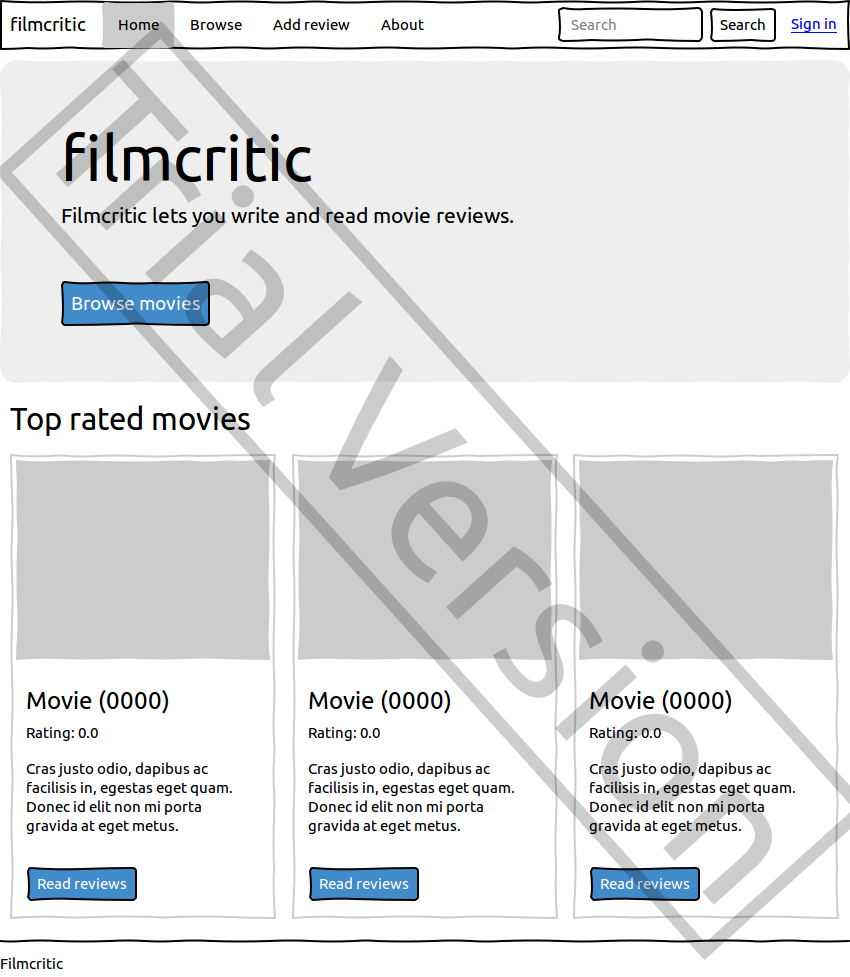 filmcritic Home Browse Add review About Search Search Sign in
filmcritic
Filmcritic lets you write and read movie reviews.
Browse movies
Top rated movies
Movie (0000)
Rating: 0.0
Cras justo odio, dapibus ac
facilisis in, egestas eget quam.
Donec id elit non mi porta
gravida at eget metus.
Read reviews
Movie (0000)
Rating: 0.0
Cras justo odio, dapibus ac
facilisis in, egestas eget quam.
Donec id elit non mi porta
gravida at eget metus.
Read reviews
Movie (0000)
Rating: 0.0
Cras justo odio, dapibus ac
facilisis in, egestas eget quam.
Donec id elit non mi porta
gravida at eget metus.
Read reviews
Filmcritic
Trial Version